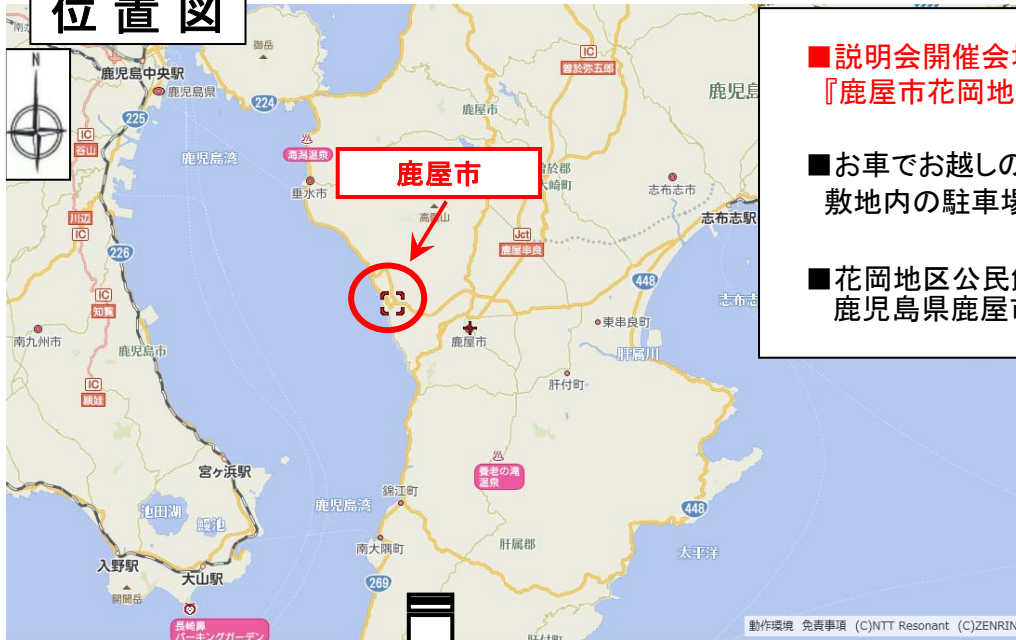 位置図
N
■説明会開催会場
『鹿屋市花岡地
■お車でお越しの
敷地内の駐車場
■花岡地区公民館
鹿児島県鹿屋市
鹿屋市
御岳
鹿児島中央駅
鹿児島県
225
224
IC
谷山
鹿児島湾
海潟温泉
垂水市
鹿屋市
IC
曽於弥五郎
鹿児島
大崎町
志布志市
志布志駅
Jct
鹿屋串良
川辺
IC
226
IC
知覧
南九州市
鹿児島市
IC
頴娃
448
東串良町
肝属川
鹿屋市
肝付町
養老の滝
温泉
宮ヶ浜駅
池田湖
鰻池
鹿児島湾
錦江町
南大隅町
肝属郡
448
太平洋
入野駅
大山駅
開聞岳
269
長崎鼻
パーキングガーデン
肝付町
動作環境 免責事項 (C)NTT Resonant (C)ZENRIN